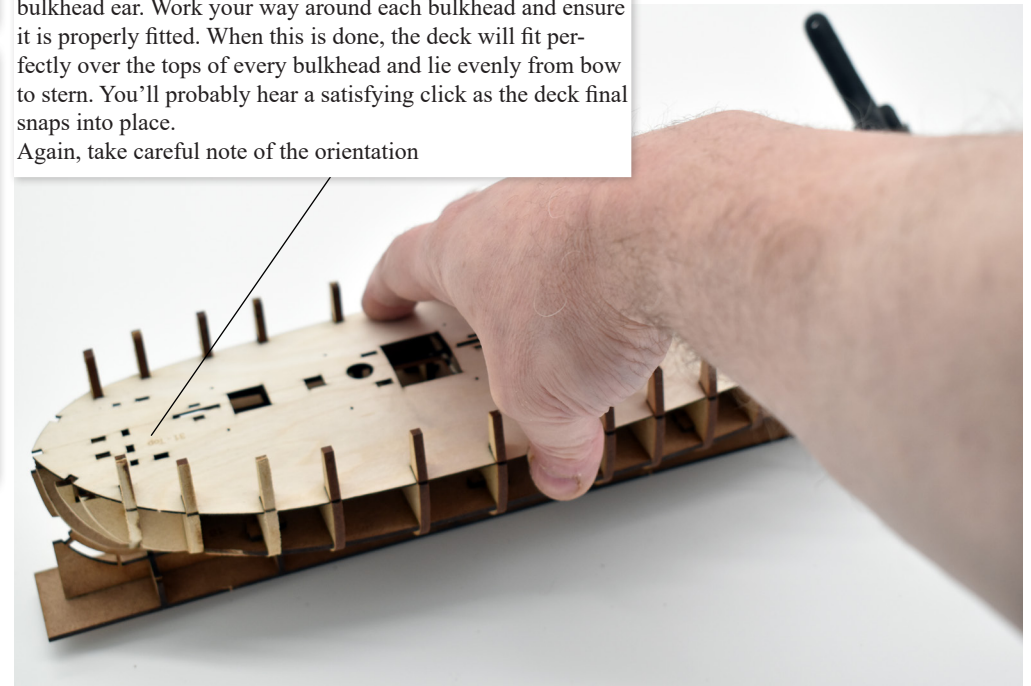 bulkhead ear. Work your way around each bulkhead and ensure
it is properly fitted. When this is done, the deck will fit per-
fectly over the tops of every bulkhead and lie evenly from bow
to stern. You’ll probably hear a satisfying click as the deck final
snaps into place.
Again, take careful note of the orientation